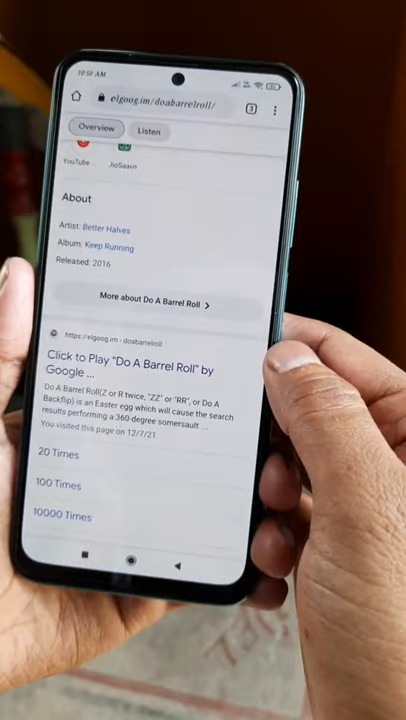 10:50 AM
elgoog.im/doabarrelroll/
3
Overview
Listen
YouTube
JioSaavn
About
Artist: Better Halves
Album: Keep Running
Released: 2016
More about Do A Barrel Roll
https://elgoog.im › doabarrelroll
Click to Play "Do A Barrel Roll" by
Google ...
Do A Barrel Roll(Z or R twice, "ZZ" or "RR", or Do A
Backflip) is an Easter egg which will cause the search
results performing a 360-degree somersault ...
You visited this page on 12/7/21.
20 Times
100 Times
10000 Times